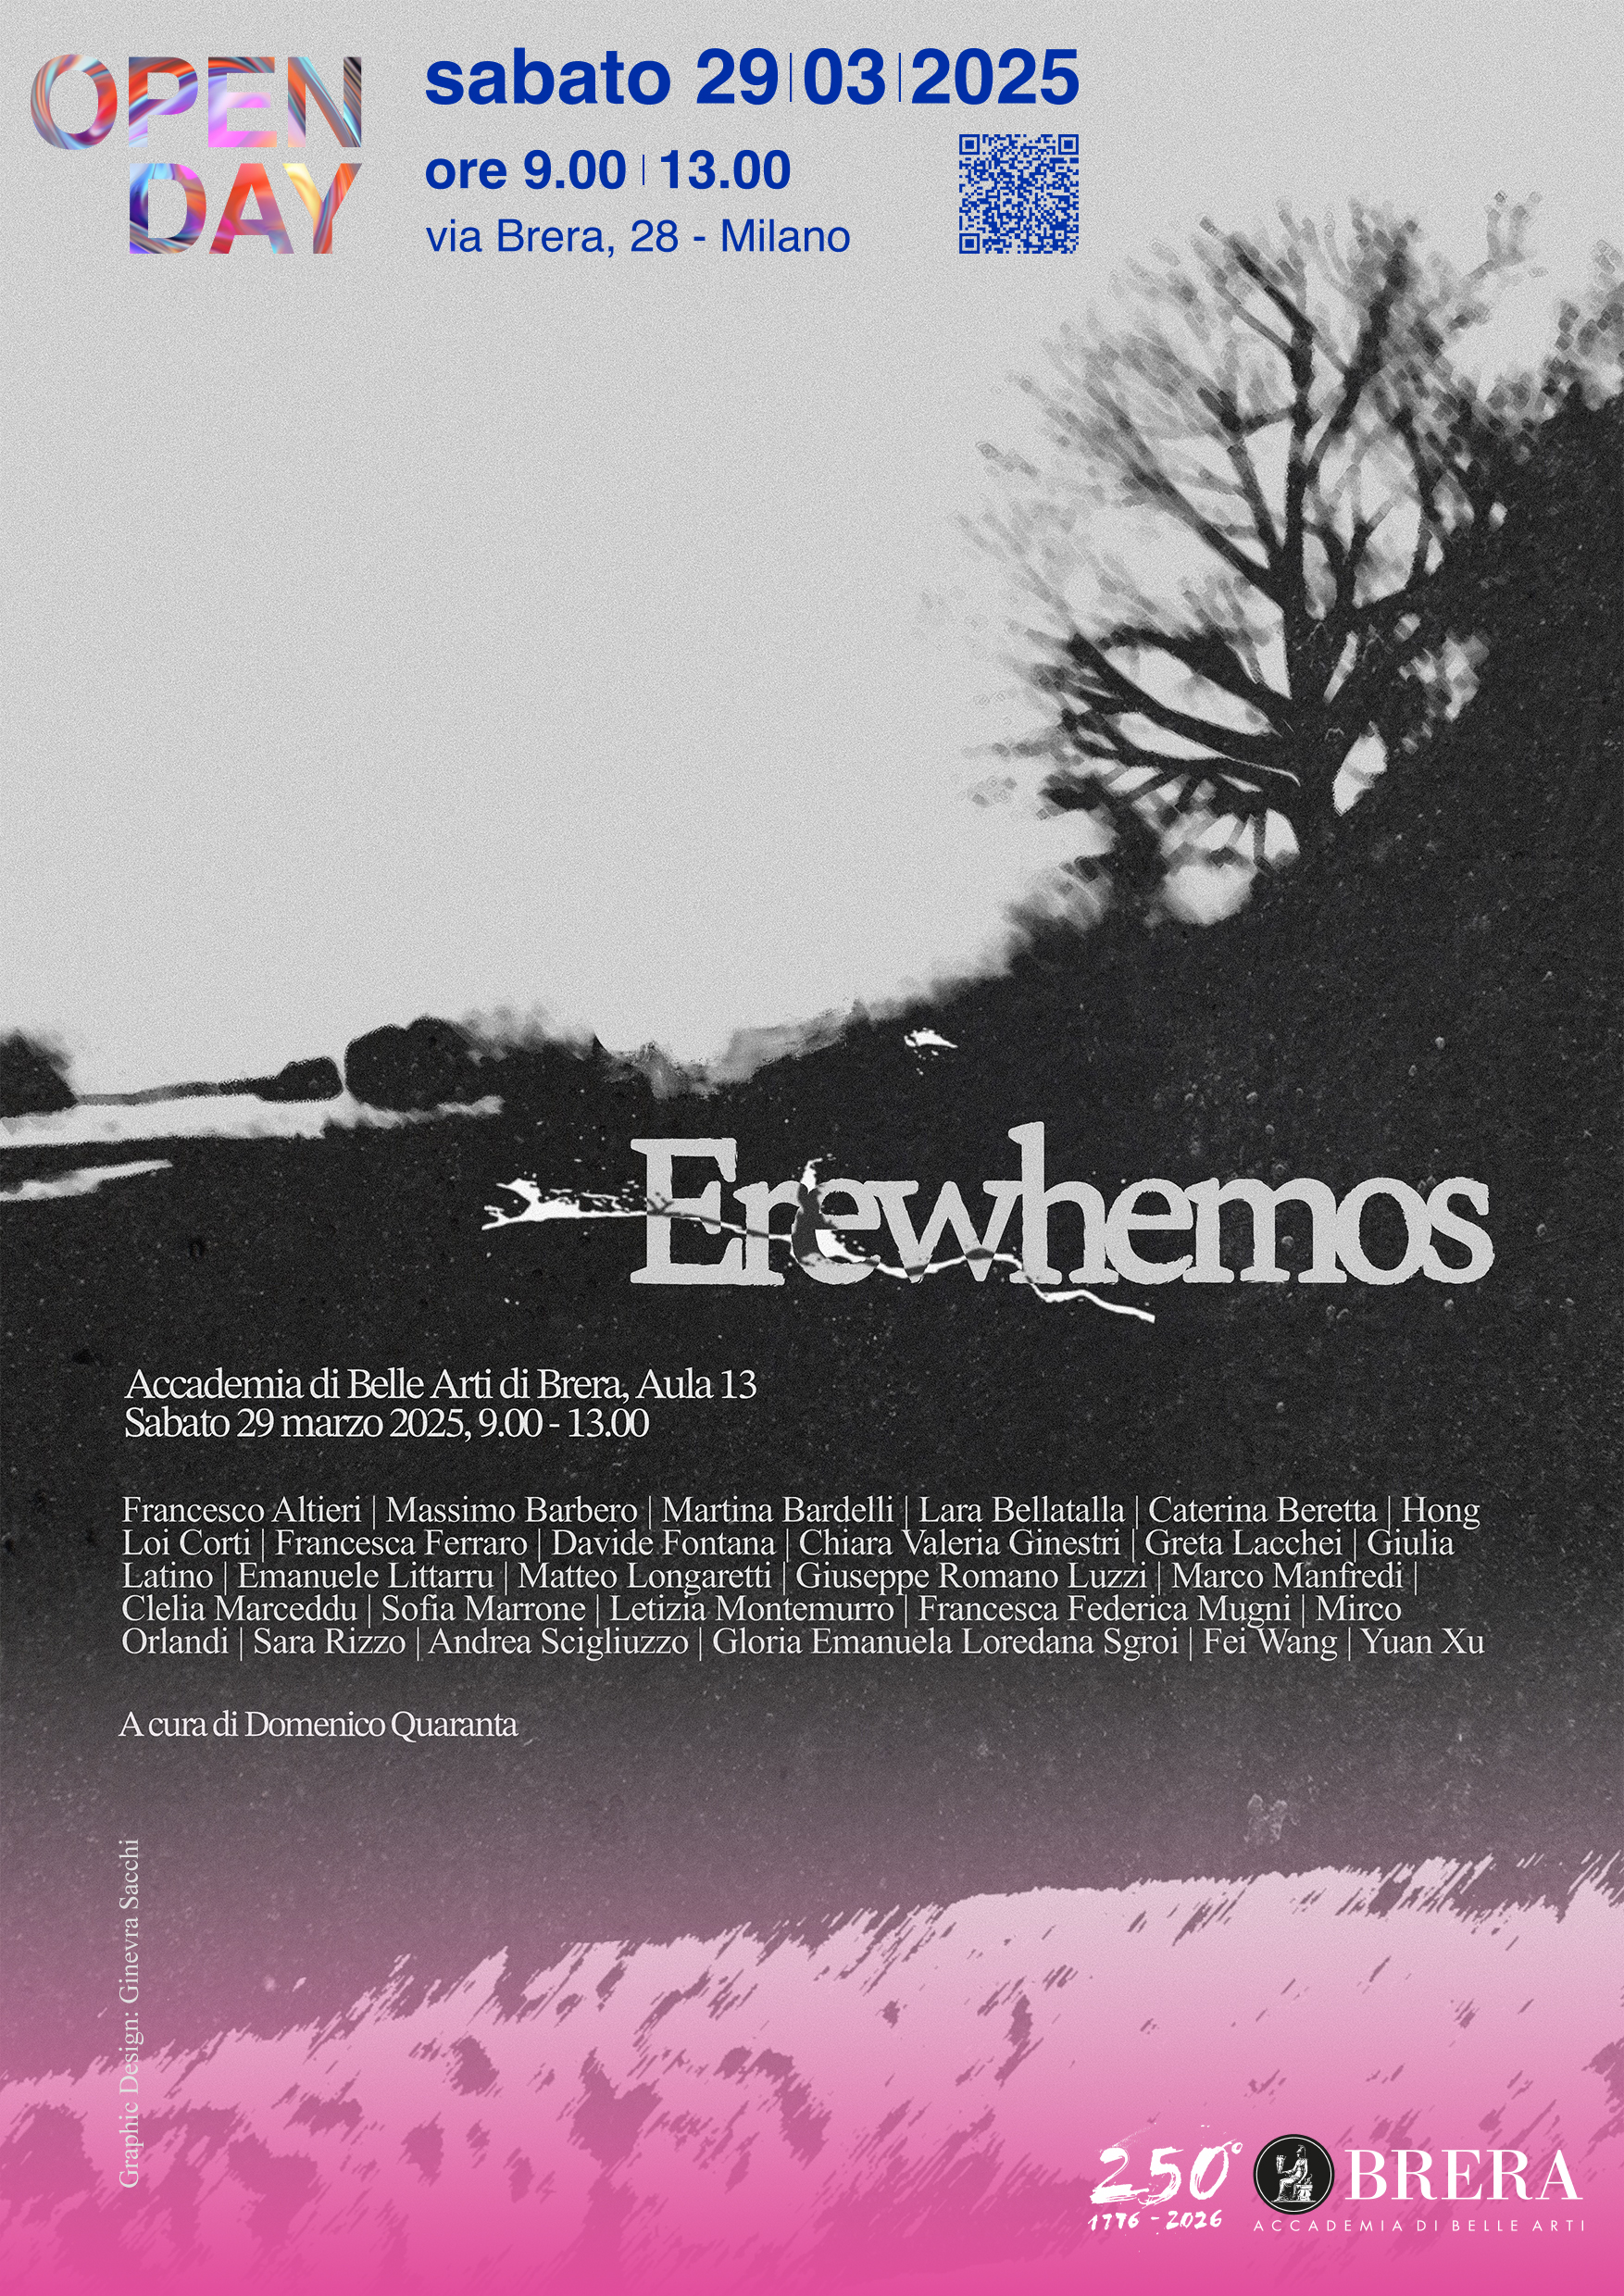 OPEN
DAY
sabato 29|03|2025
ore 9.00 | 13.00
via Brera, 28 - Milano
Erewhemos
Accademia di Belle Arti di Brera, Aula 13
Sabato 29 marzo 2025, 9.00 - 13.00
Francesco Altieri | Massimo Barbero | Martina Bardelli | Lara Bellatalla | Caterina Beretta | Hong
Loi Corti | Francesca Ferraro | Davide Fontana | Chiara Valeria Ginestri | Greta Lacchei | Giulia
Latino | Emanuele Littarru | Matteo Longaretti | Giuseppe Romano Luzzi | Marco Manfredi |
Clelia Marceddu | Sofia Marrone | Letizia Montemurro | Francesca Federica Mugni | Mirco
Orlandi | Sara Rizzo | Andrea Scigliuzzo | Gloria Emanuela Loredana Sgroi | Fei Wang | Yuan Xu
A cura di Domenico Quaranta
Graphic Design: Ginevra Sacchi
250°
1776 - 2026
BRERA
ACCADEMIA DI BELLE ARTI